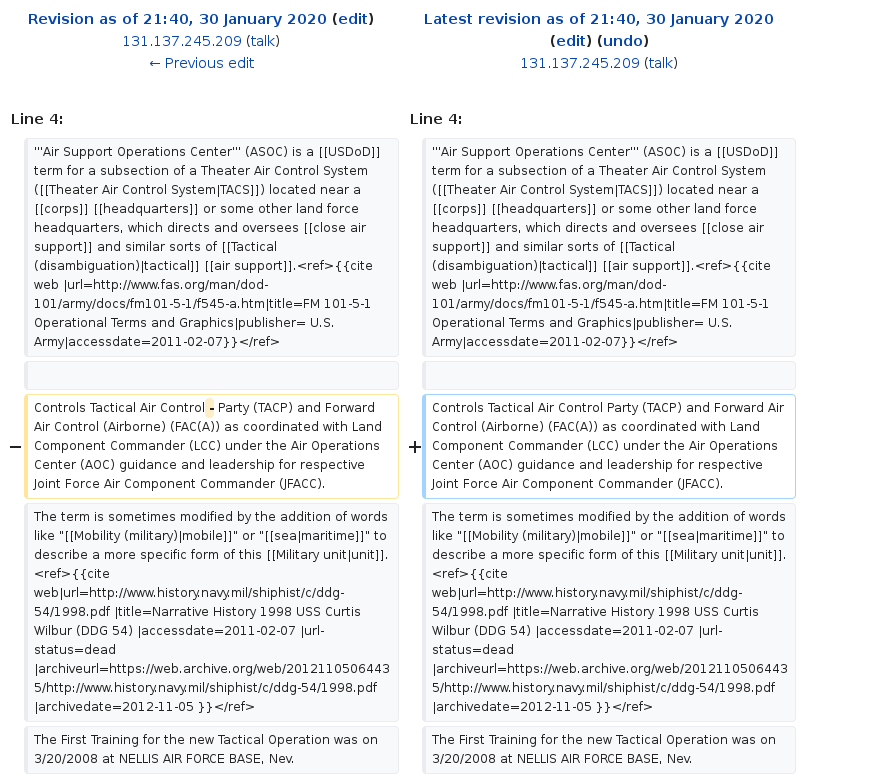 Revision as of 21:40, 30 January 2020 (edit)
131.137.245.209 (talk)
← Previous edit
Latest revision as of 21:40, 30 January 2020
(edit) (undo)
131.137.245.209 (talk)
Line 4:
'''Air Support Operations Center''' (ASOC) is a [[USDoD]]
term for a subsection of a Theater Air Control System
([[Theater Air Control System|TACS]]) located near a
[[corps]] [[headquarters]] or some other land force
headquarters, which directs and oversees [[close air
support]] and similar sorts of [[Tactical
(disambiguation)|tactical]] [[air support]].<ref>{{cite
web |url=http://www.fas.org/man/dod-
101/army/docs/fm101-5-1/f545-a.htm|title=FM 101-5-1
Operational Terms and Graphics|publisher= U.S.
Army|accessdate=2011-02-07}}</ref>
−
Controls Tactical Air Control - Party (TACP) and Forward
Air Control (Airborne) (FAC(A)) as coordinated with Land
Component Commander (LCC) under the Air Operations
Center (AOC) guidance and leadership for respective
Joint Force Air Component Commander (JFACC).
The term is sometimes modified by the addition of words
like "[[Mobility (military)|mobile]]" or "[[sea|maritime]]" to
describe a more specific form of this [[Military unit|unit]].
<ref>{{cite
web|url=http://www.history.navy.mil/shiphist/c/ddg-
54/1998.pdf |title=Narrative History 1998 USS Curtis
Wilbur (DDG 54) |accessdate=2011-02-07 |url-
status=dead
|archiveurl=https://web.archive.org/web/2012110506443
5/http://www.history.navy.mil/shiphist/c/ddg-54/1998.pdf
|archivedate=2012-11-05 }}</ref>
The First Training for the new Tactical Operation was on
3/20/2008 at NELLIS AIR FORCE BASE, Nev.
Line 4:
'''Air Support Operations Center''' (ASOC) is a [[USDoD]]
term for a subsection of a Theater Air Control System
([[Theater Air Control System|TACS]]) located near a
[[corps]] [[headquarters]] or some other land force
headquarters, which directs and oversees [[close air
support]] and similar sorts of [[Tactical
(disambiguation)|tactical]] [[air support]].<ref>{{cite
web |url=http://www.fas.org/man/dod-
101/army/docs/fm101-5-1/f545-a.htm|title=FM 101-5-1
Operational Terms and Graphics|publisher= U.S.
Army|accessdate=2011-02-07}}</ref>
+
Controls Tactical Air Control Party (TACP) and Forward Air
Control (Airborne) (FAC(A)) as coordinated with Land
Component Commander (LCC) under the Air Operations
Center (AOC) guidance and leadership for respective
Joint Force Air Component Commander (JFACC).
The term is sometimes modified by the addition of words
like "[[Mobility (military)|mobile]]" or "[[sea|maritime]]" to
describe a more specific form of this [[Military unit|unit]].
<ref>{{cite
web|url=http://www.history.navy.mil/shiphist/c/ddg-
54/1998.pdf |title=Narrative History 1998 USS Curtis
Wilbur (DDG 54) |accessdate=2011-02-07 |url-
status=dead
|archiveurl=https://web.archive.org/web/2012110506443
5/http://www.history.navy.mil/shiphist/c/ddg-54/1998.pdf
|archivedate=2012-11-05 }}</ref>
The First Training for the new Tactical Operation was on
3/20/2008 at NELLIS AIR FORCE BASE, Nev.